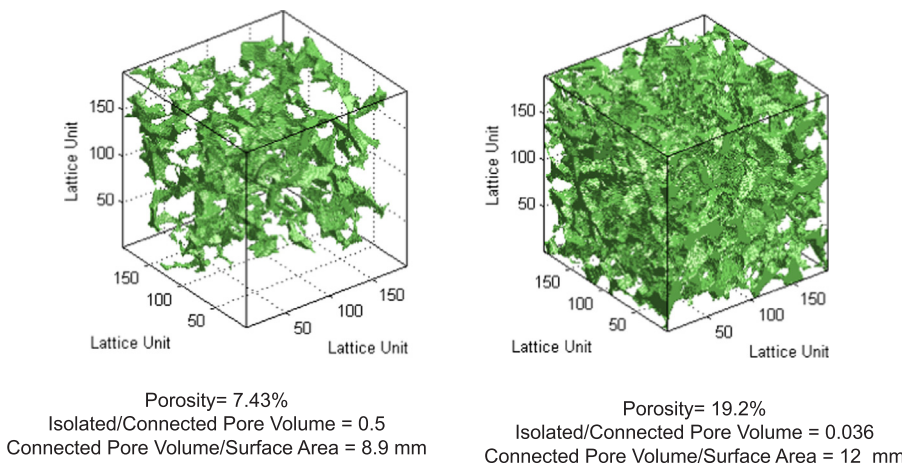 150
100
50
Lattice Unit
150
100
50
Lattice Unit
50
100
150
Lattice Unit
Porosity= 7.43%
Isolated/Connected Pore Volume = 0.5
Connected Pore Volume/Surface Area = 8.9 mm
150
100
50
Lattice Unit
150
100
50
Lattice Unit
50
100
150
Lattice Unit
Porosity= 19.2%
Isolated/Connected Pore Volume = 0.036
Connected Pore Volume/Surface Area = 12 mm